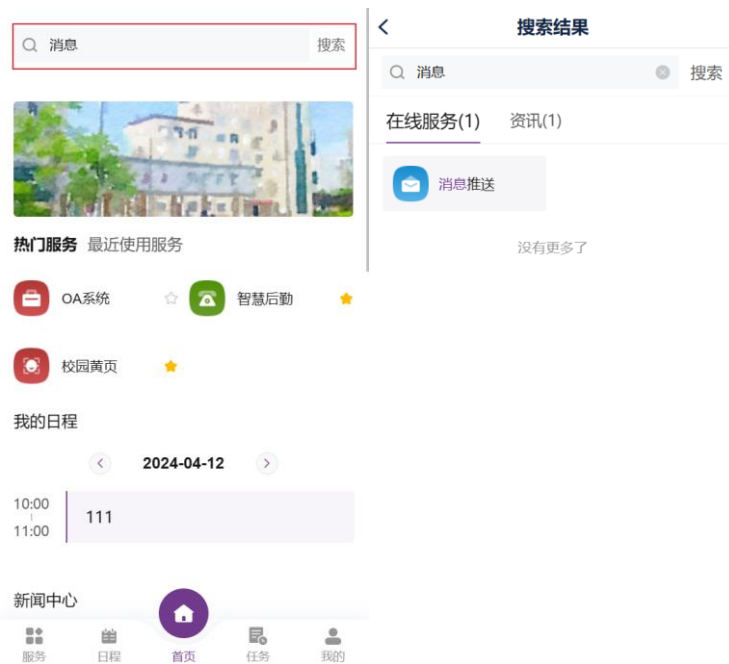 消息 搜索
热门服务 最近使用服务
OA系统 智慧后勤
校园黄页
我的日程
2024-04-12
10:00
11:00
111
新闻中心
服务 日程 首页 任务 我的
搜索结果
消息 搜索
在线服务(1) 资讯(1)
消息推送
没有更多了